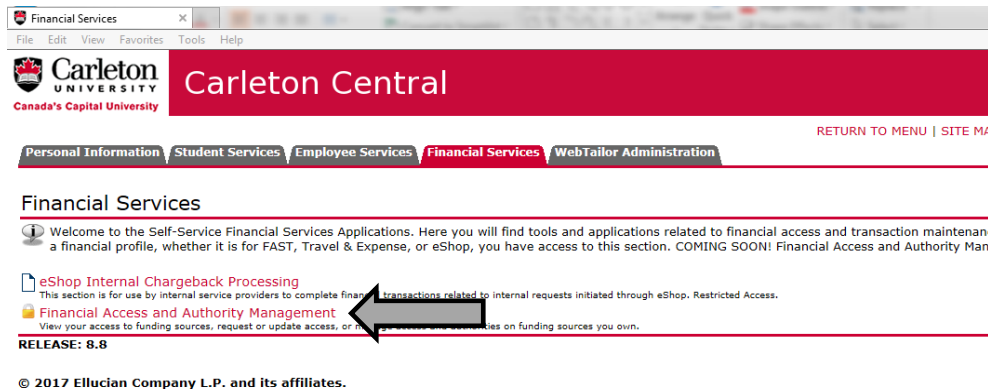 Financial Services ×
File Edit View Favorites Tools Help
Carleton
UNIVERSITY
Canada's Capital University
Carleton Central
RETURN TO MENU | SITE MA
Personal Information Student Services Employee Services Financial Services WebTailor Administration
Financial Services
Welcome to the Self-Service Financial Services Applications. Here you will find tools and applications related to financial access and transaction maintenan
a financial profile, whether it is for FAST, Travel & Expense, or eShop, you have access to this section. COMING SOON! Financial Access and Authority Man
eShop Internal Chargeback Processing
This section is for use by internal service providers to complete financial transactions related to internal requests initiated through eShop. Restricted Access.
Financial Access and Authority Management
View your access to funding sources, request or update access, or on funding sources you own.
RELEASE: 8.8
© 2017 Ellucian Company L.P. and its affiliates.